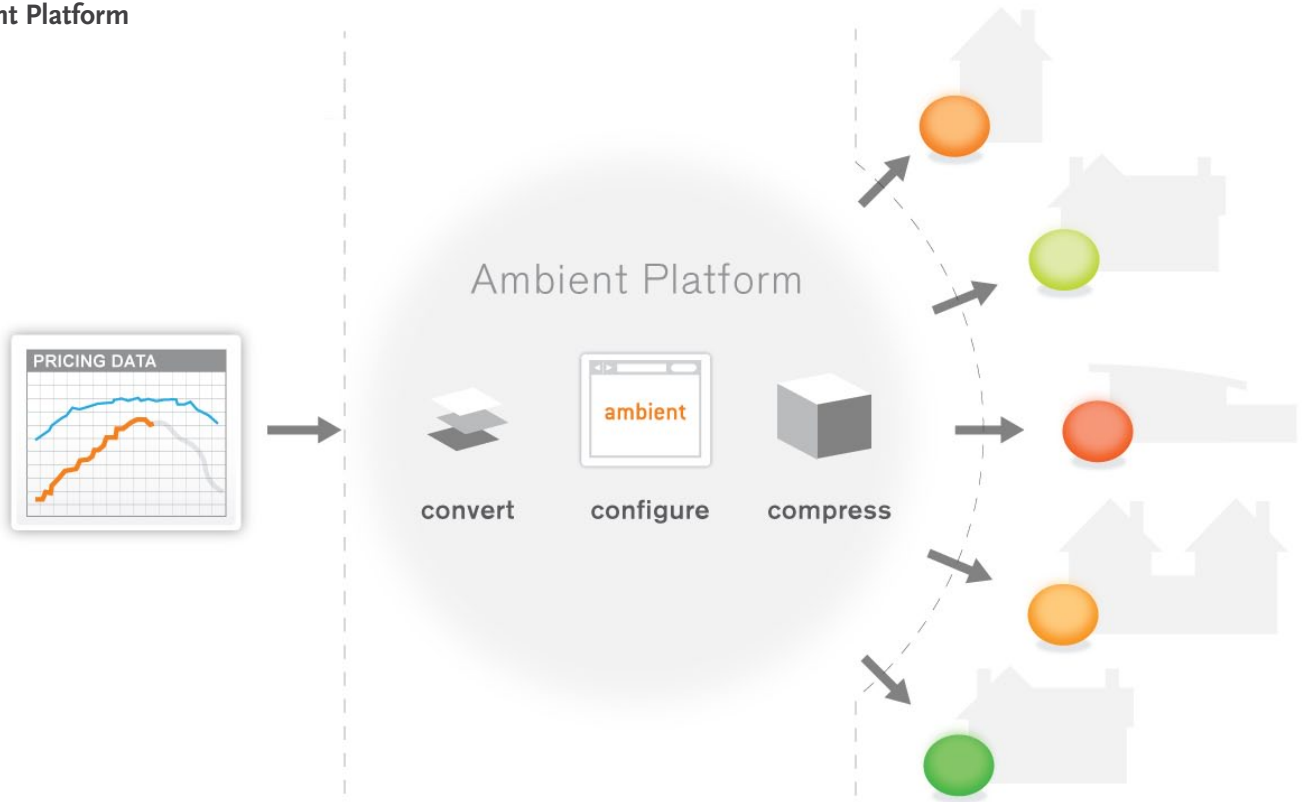 nt Platform
Ambient Platform
PRICING DATA
ambient
convert configure compress